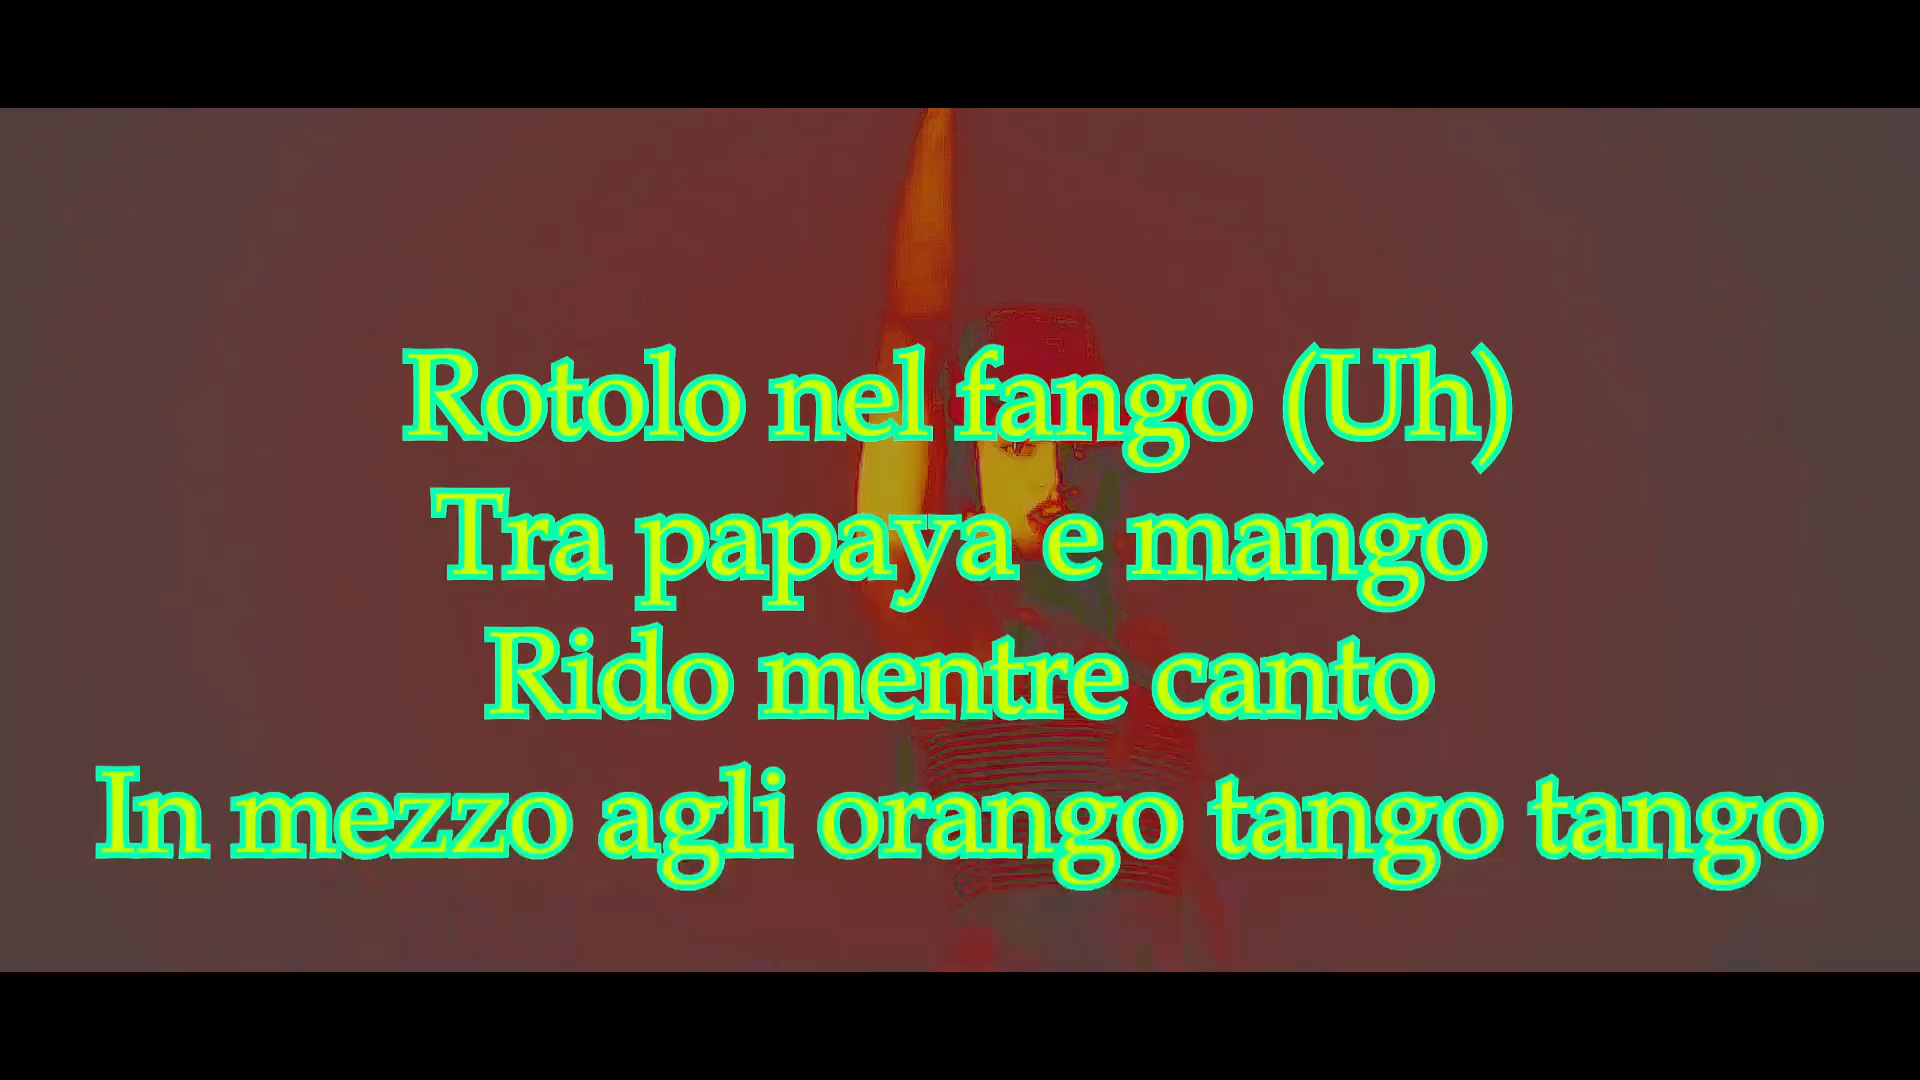 Rotolo nel fango (Uh)
Tra papaya e mango
Rido mentre canto
In mezzo agli orango tango tango